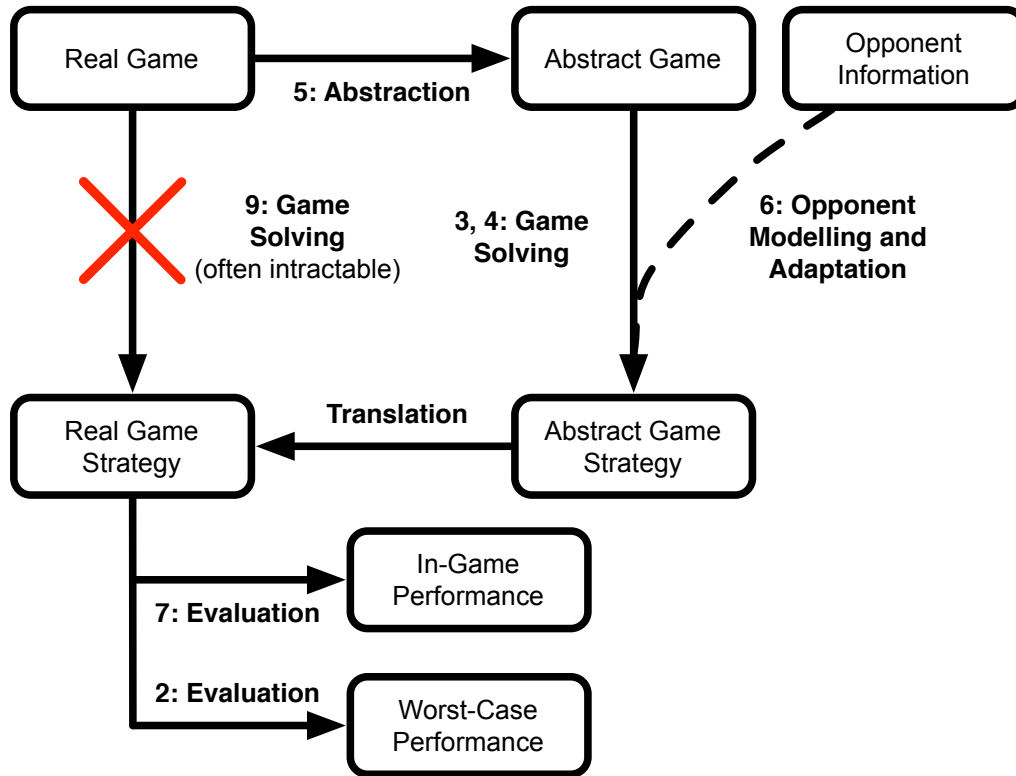 Real Game
Abstract Game
Opponent
Information
5: Abstraction
9: Game
Solving
(often intractable)
3, 4: Game
Solving
6: Opponent
Modelling and
Adaptation
Translation
Real Game
Strategy
Abstract Game
Strategy
In-Game
Performance
7: Evaluation
2: Evaluation
Worst-Case
Performance